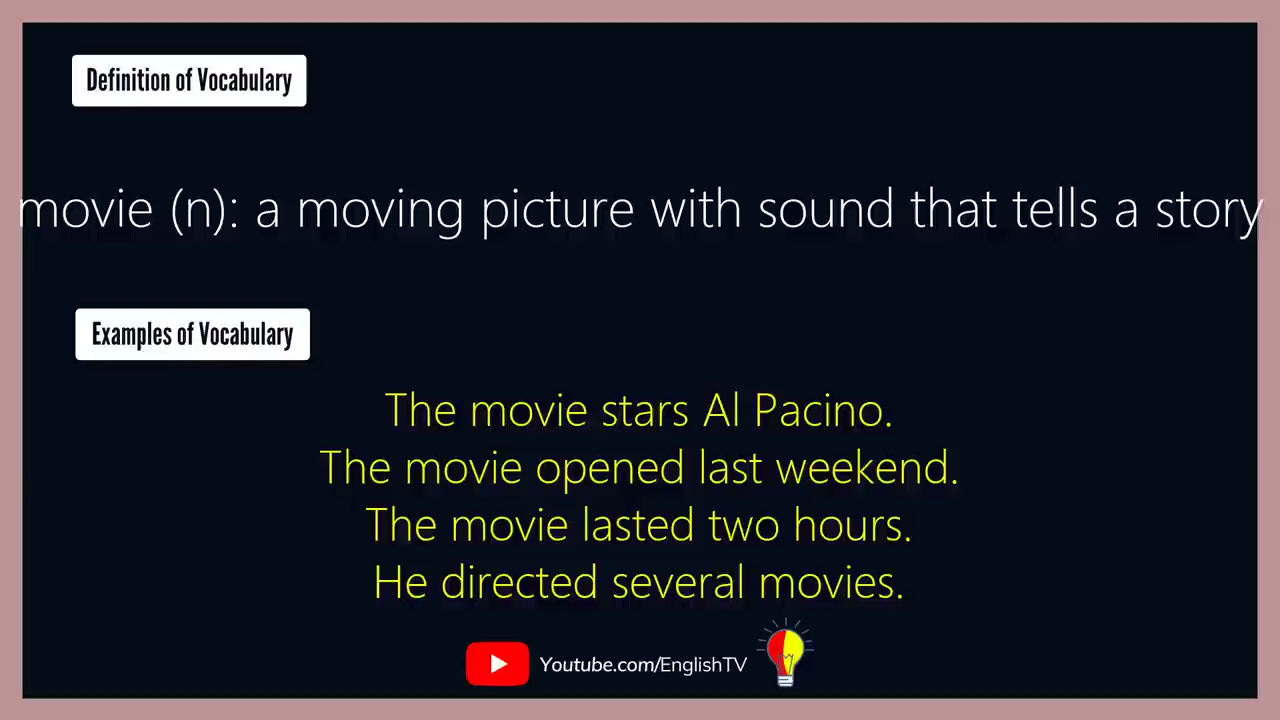 Definition of Vocabulary
movie (n): a moving picture with sound that tells a story
Examples of Vocabulary
The movie stars Al Pacino.
The movie opened last weekend.
The movie lasted two hours.
He directed several movies.
Youtube.com/EnglishTV